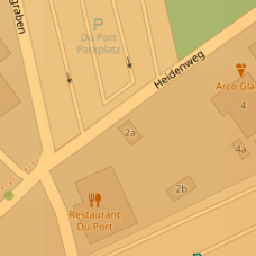 graben
P
Du Port
Parkplatz
Heidenweg
Arco Gla
4
2a
4a
2b
Restaurant
Du Port